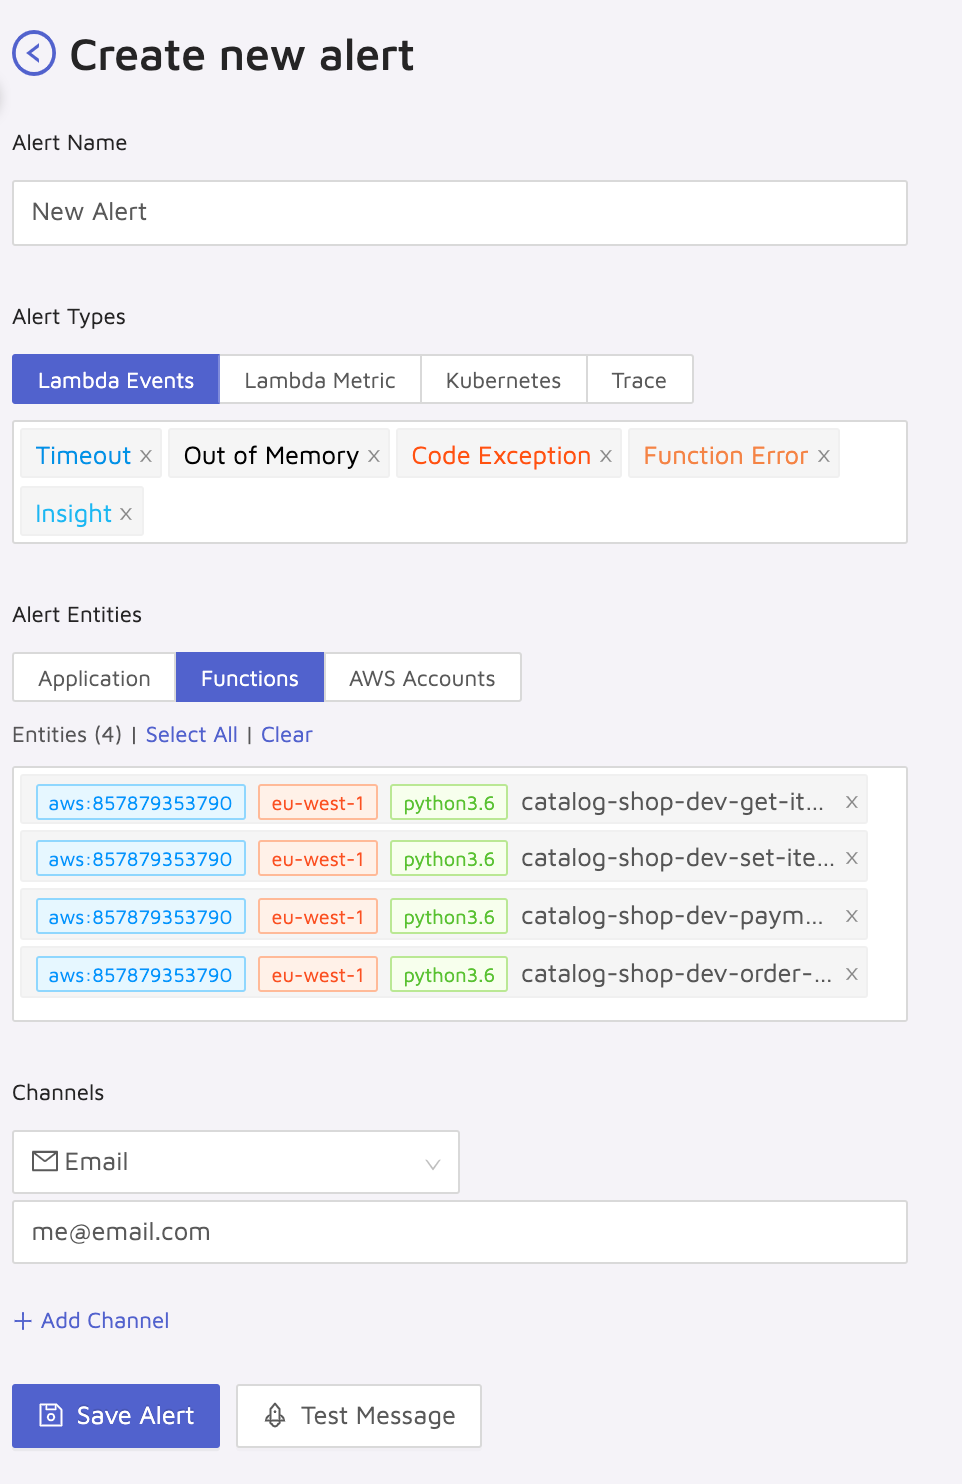 Create new alert
Alert Name
New Alert
Alert Types
Lambda Events Lambda Metric Kubernetes Trace
Timeout x Out of Memory x Code Exception x Function Error x
Insight x
Alert Entities
Application Functions AWS Accounts
Entities (4) | Select All | Clear
aws:857879353790 eu-west-1 python3.6 catalog-shop-dev-get-it... x
aws:857879353790 eu-west-1 python3.6 catalog-shop-dev-set-ite... x
aws:857879353790 eu-west-1 python3.6 catalog-shop-dev-paym... x
aws:857879353790 eu-west-1 python3.6 catalog-shop-dev-order-... x
Channels
Email
me@email.com
+ Add Channel
Save Alert Test Message